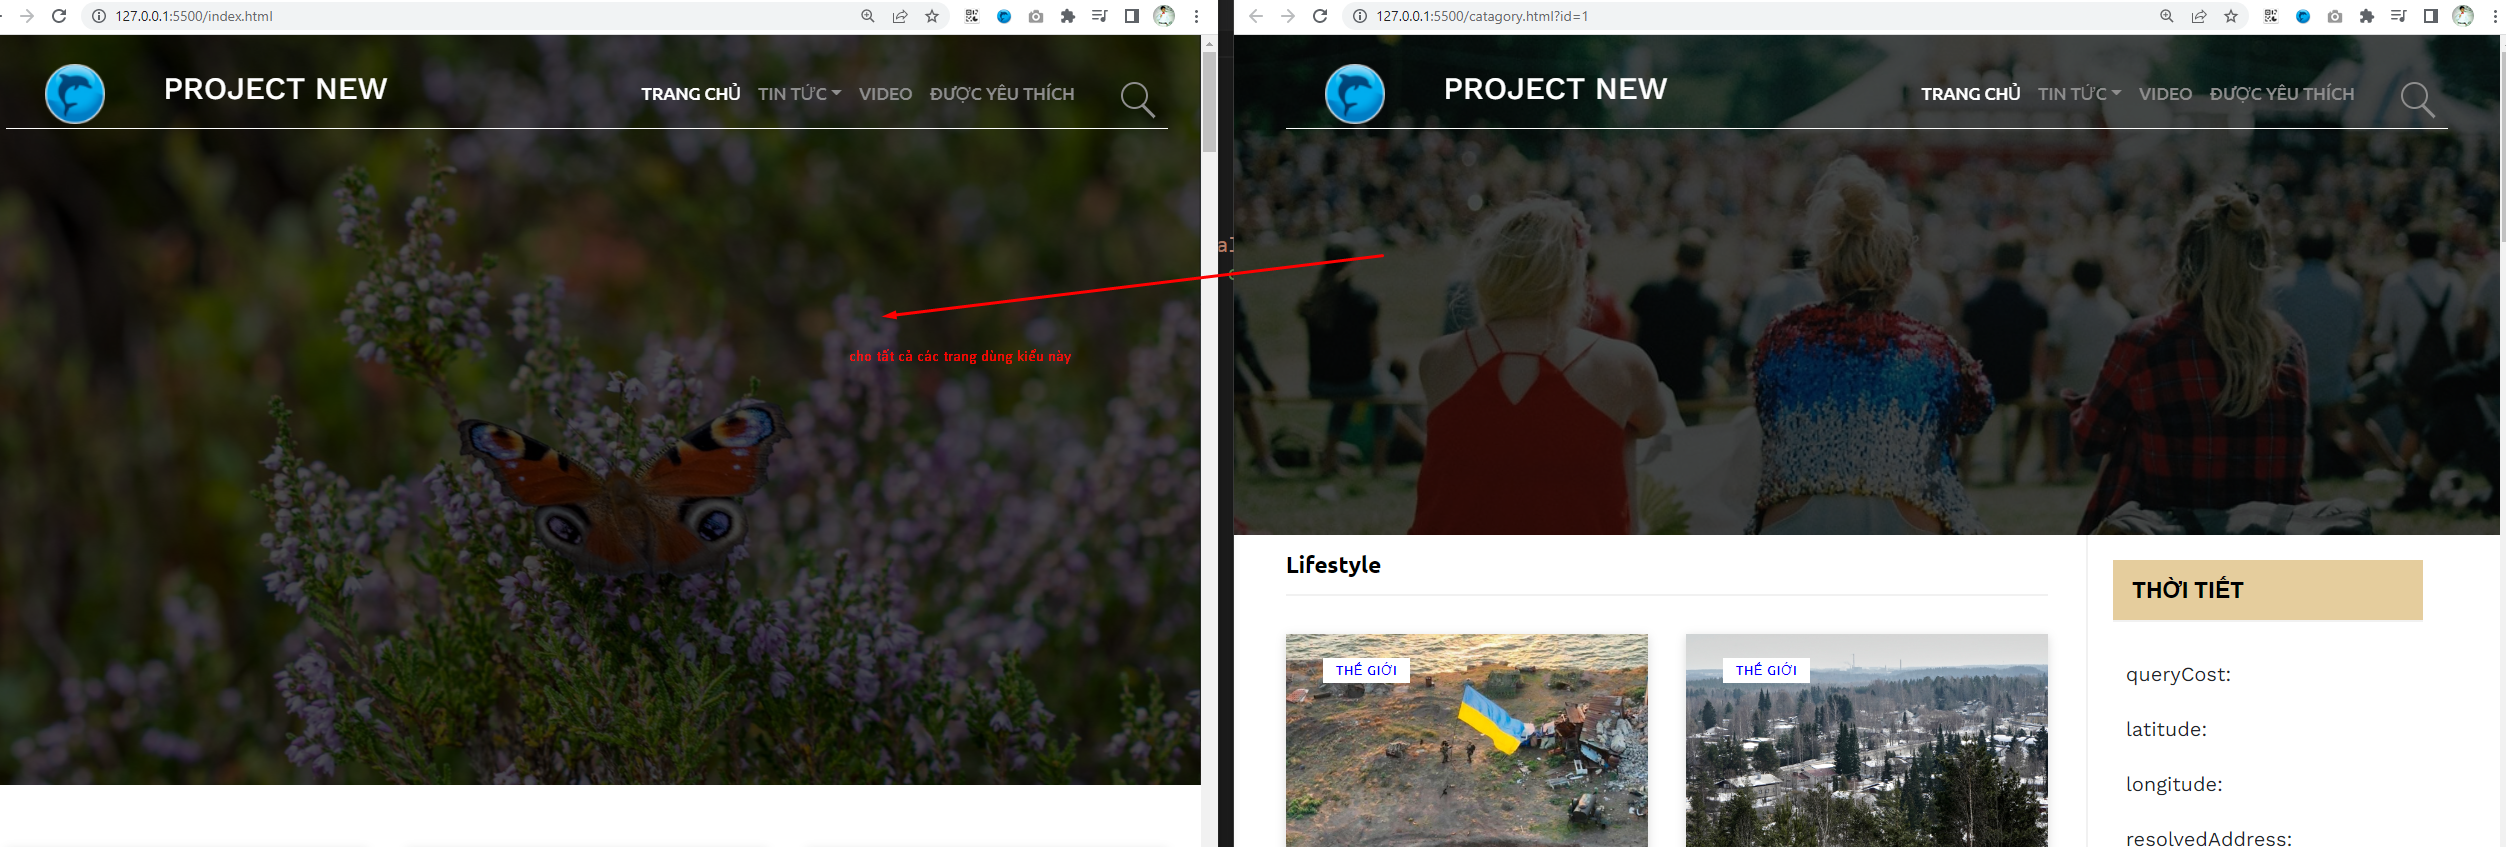 127.0.0.1:5500/index.html
PROJECT NEW
TRANG CHỦ TIN TỨC VIDEO ĐƯỢC YÊU THÍCH
cho tất cả các trang dùng kiểu này
127.0.0.1:5500/catagory.html?id=1
PROJECT NEW
TRANG CHỦ TIN TỨC VIDEO ĐƯỢC YÊU THÍCH
Lifestyle
THẾ GIỚI
THẾ GIỚI
THỜI TIẾT
queryCost:
latitude:
longitude:
resolvedAddress: